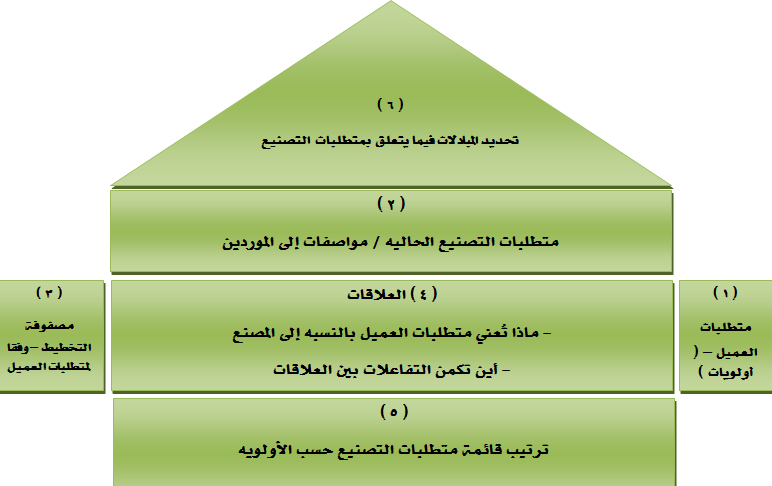 ( ٦ )
تحديد المبادلات فيما يتعلق بمتطلبات التصنيع
( ٢ )
متطلبات التصنيع الحاليه / مواصفات إلى الموردين
( ١ )
متطلبات
العميل – (
أولويات )
( ٤ ) العلاقات
– ماذا تُعني متطلبات العميل بالنسبه إلى المصنع
– أين تكمن التفاعلات بين العلاقات
( ٣ )
مصفوفة
التخطيط – وفقا
لمتطلبات العميل
( ٥ )
ترتيب قائمة متطلبات التصنيع حسب الأولويه